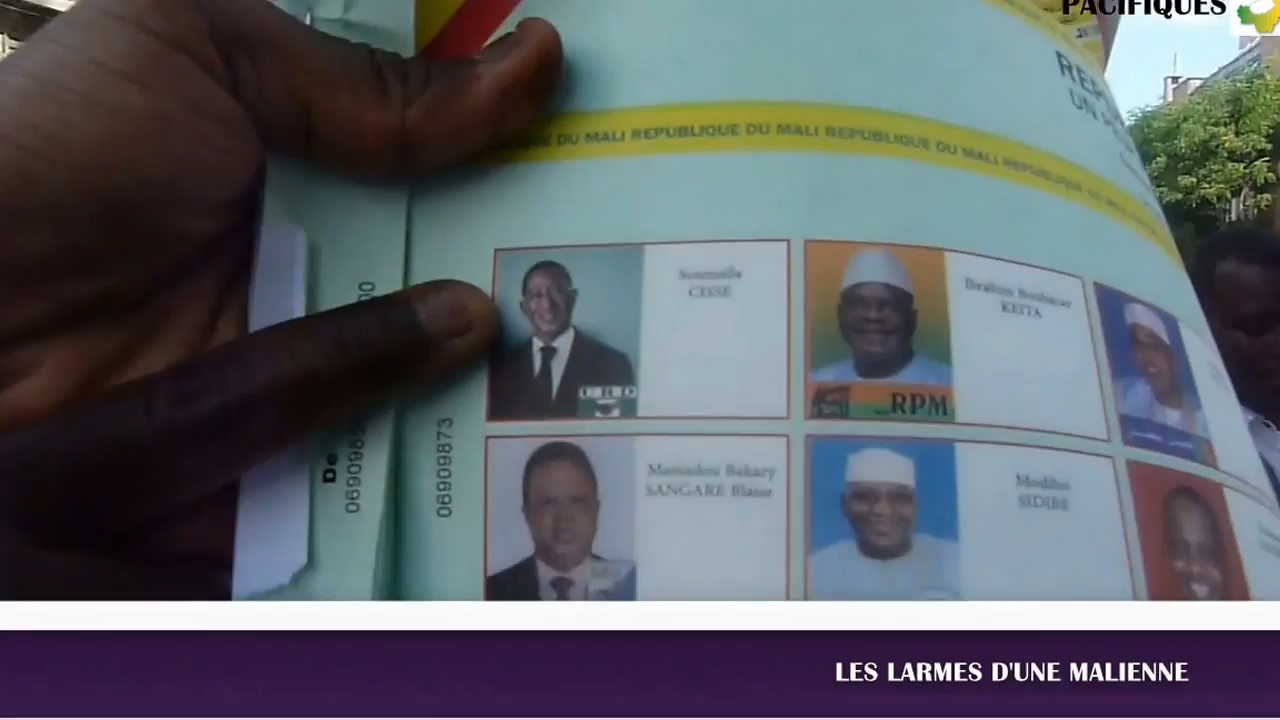 PACIFIQUES
DU MALI REPUBLIQUE DU MALI REPUBLIQUE DU MALI REPUBLIQUE
Soumaila
CISSE
Ibrahim Boubacar
KEITA
U R D
RPM
Mamadou Bakary
SANGARE Blaise
Modibo
SIDIBE
06909873
LES LARMES D'UNE MALIENNE